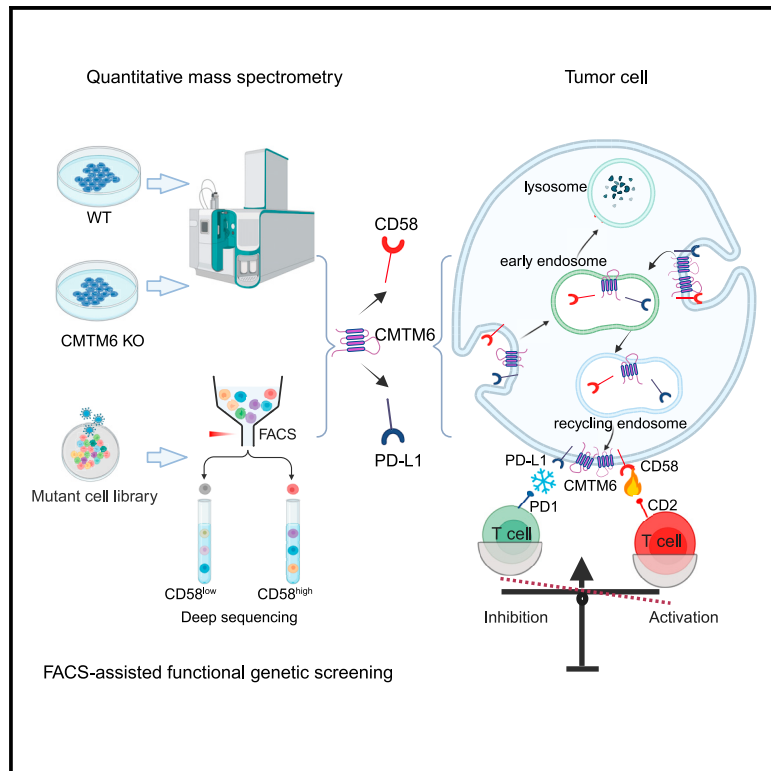 Quantitative mass spectrometry
WT
CMTM6 KO
Mutant cell library
FACS
CD58low
CD58high
Deep sequencing
FACS-assisted functional genetic screening
CD58
CMTM6
PD-L1
Tumor cell
lysosome
early endosome
recycling endosome
PD-L1
CMTM6
CD58
PD1
CD2
T cell
T cell
Inhibition
Activation